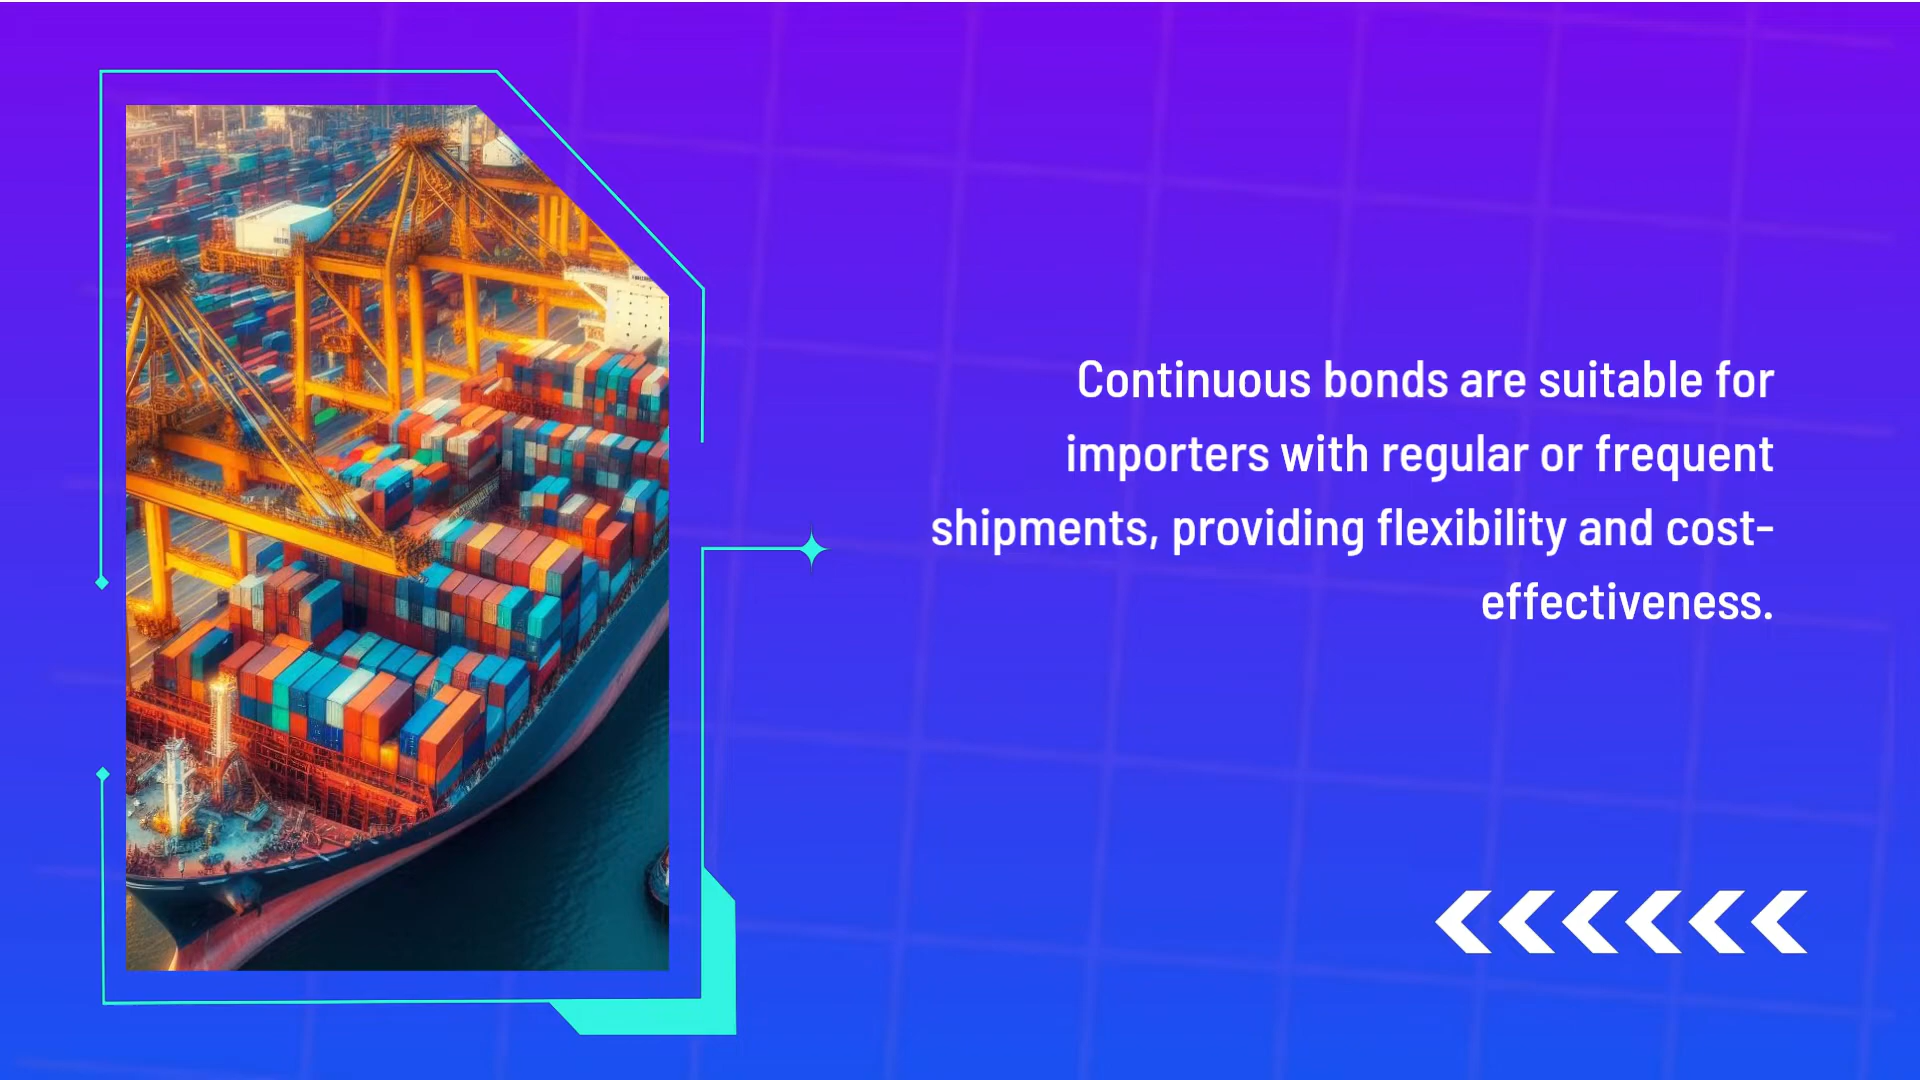 Continuous bonds are suitable for
importers with regular or frequent
shipments, providing flexibility and cost-
effectiveness.